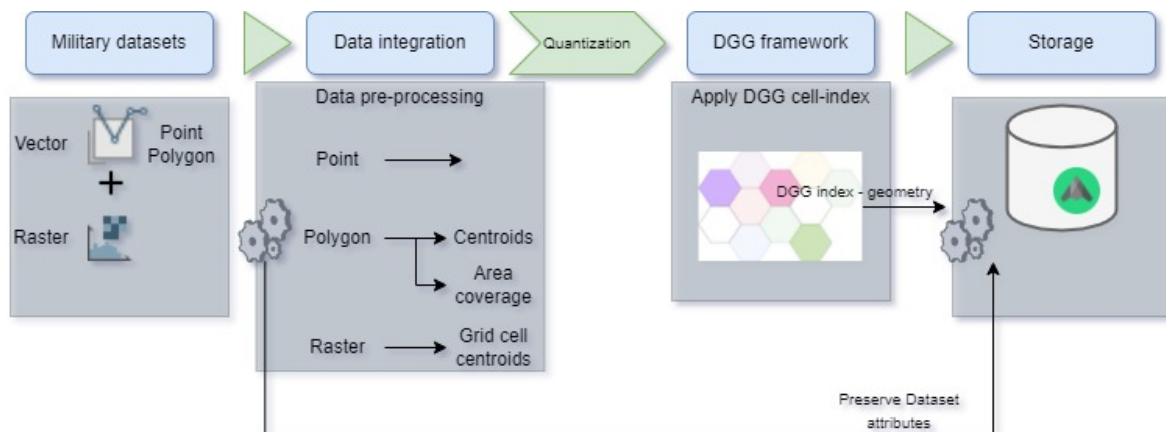 Military datasets
Data integration
Quantization
DGG framework
Storage
Vector
Point
Polygon
+
Raster
Data pre-processing
Point
Polygon
Centroids
Area
coverage
Raster
Grid cell
centroids
Apply DGG cell-index
DGG index - geometry
Preserve Dataset
attributes